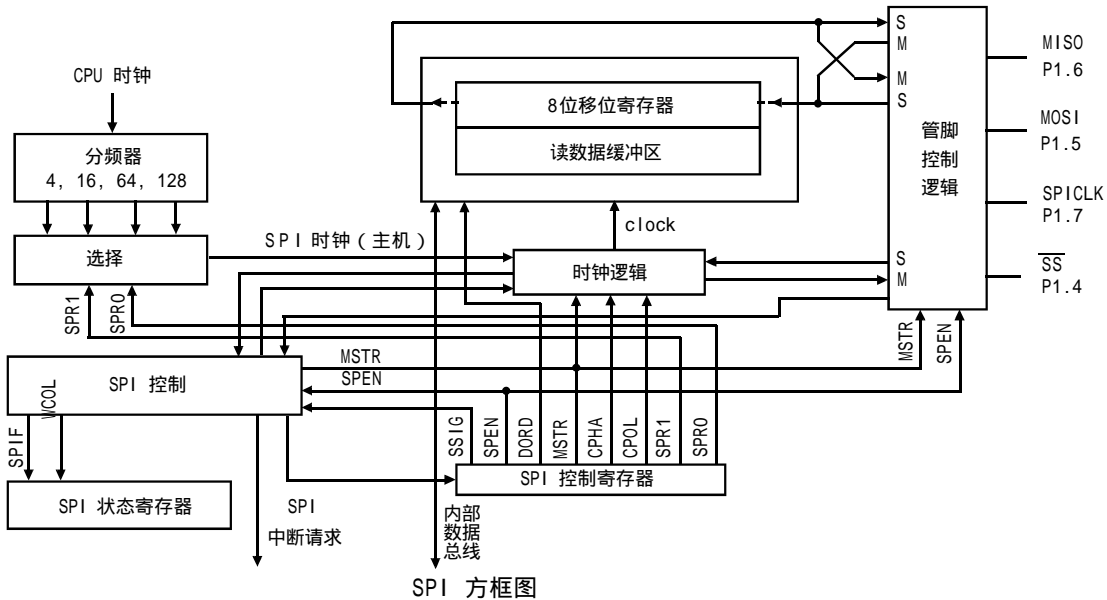 CPU 时钟
分频器
4, 16, 64, 128
选择
SPR1
SPR0
SPI 时钟（主机）
8位移位寄存器
读数据缓冲区
clock
时钟逻辑
S
M
M
S
管脚
控制
逻辑
S
M
MISO
P1.6
MOSI
P1.5
SPICLK
P1.7
SS
P1.4
MSTR
SPEN
SPI 控制
MSTR
SPEN
WCOL
SPIF
SPI 状态寄存器
SPI
中断请求
SSIG
SPEN
DORD
MSTR
CPHA
CPOL
SPR1
SPR0
SPI 控制寄存器
内部
数据
总线
SPI 方框图